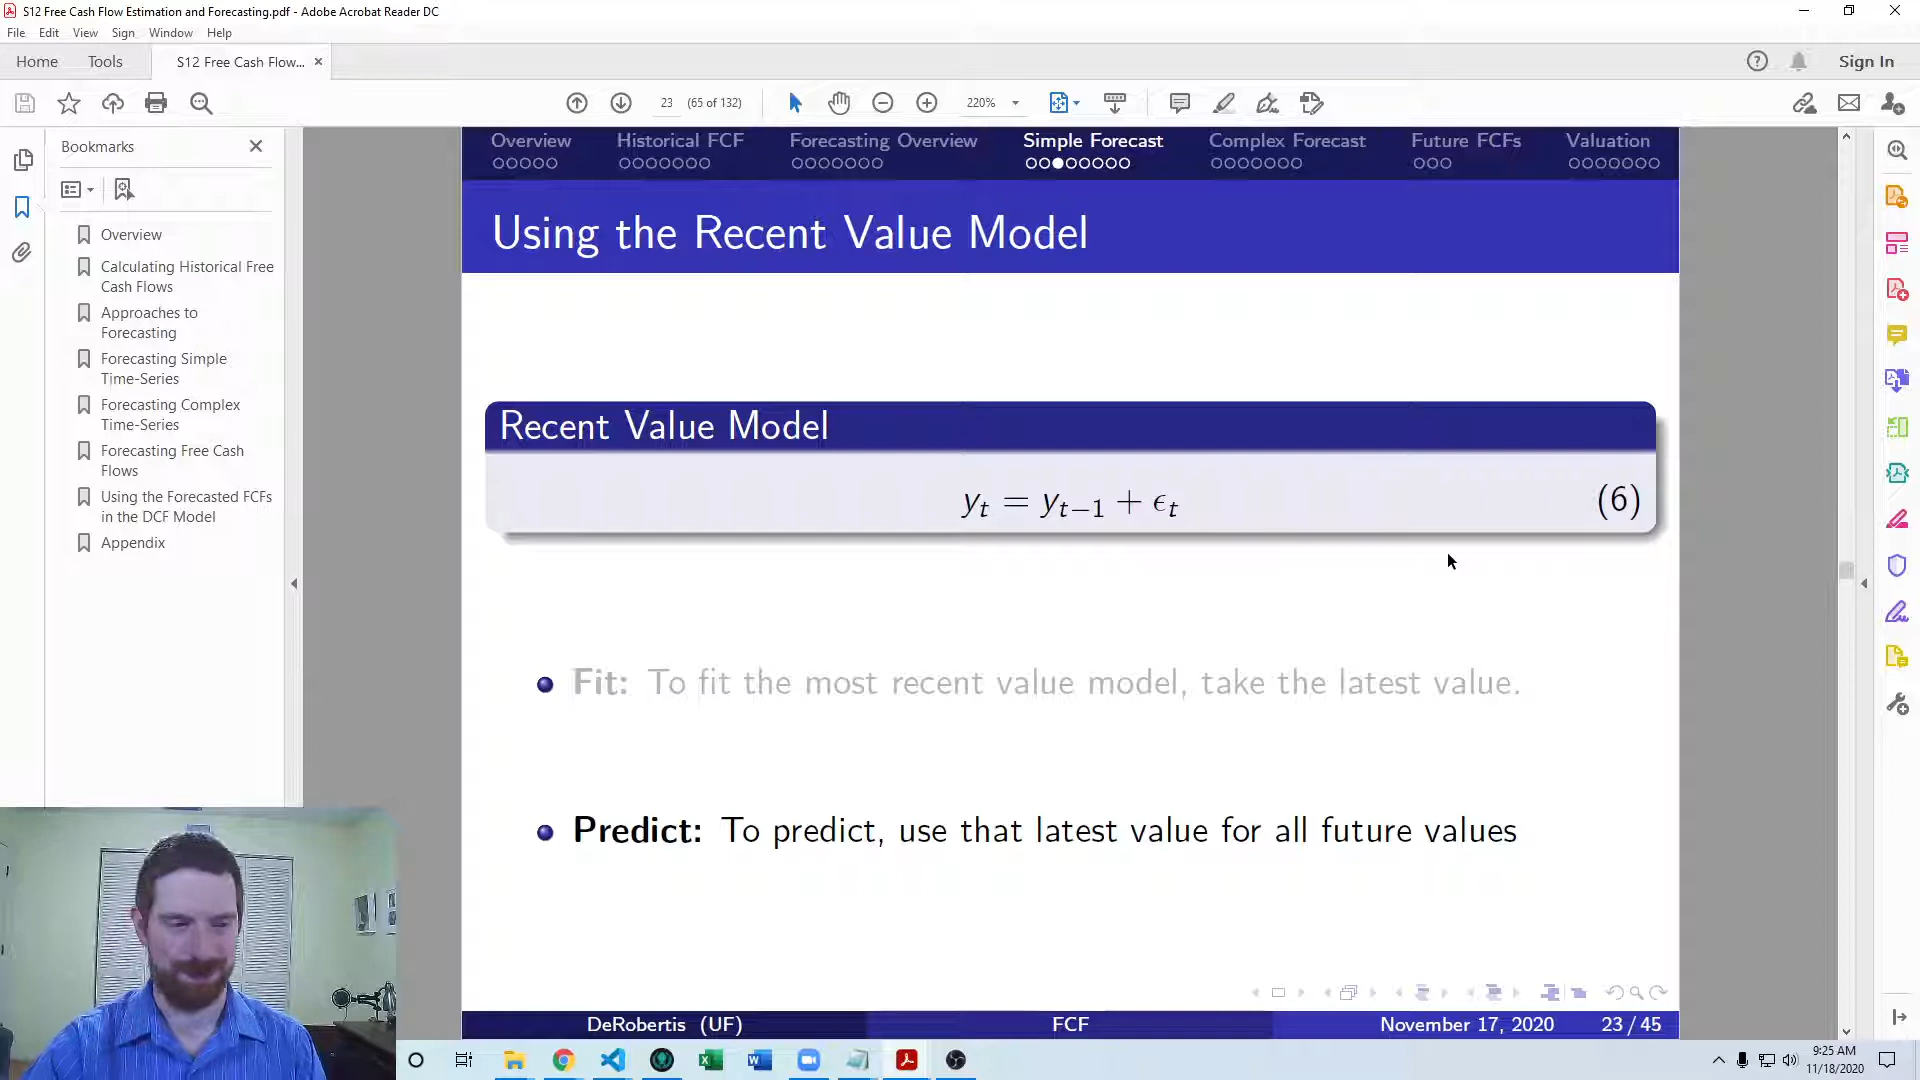 S12 Free Cash Flow Estimation and Forecasting.pdf - Adobe Acrobat Reader DC
File Edit View Sign Window Help
Home Tools S12 Free Cash Flow... × Sign In
23 (65 of 132) 220%
Bookmarks
Overview
Calculating Historical Free
Cash Flows
Approaches to
Forecasting
Forecasting Simple
Time-Series
Forecasting Complex
Time-Series
Forecasting Free Cash
Flows
Using the Forecasted FCFs
in the DCF Model
Appendix
Overview Historical FCF Forecasting Overview Simple Forecast Complex Forecast Future FCFs Valuation
Using the Recent Value Model
Recent Value Model
y_t = y_{t−1} + ϵ_t (6)
Fit: To fit the most recent value model, take the latest value.
Predict: To predict, use that latest value for all future values
DeRobertis (UF) FCF November 17, 2020 23 / 45
9:25 AM
11/18/2020